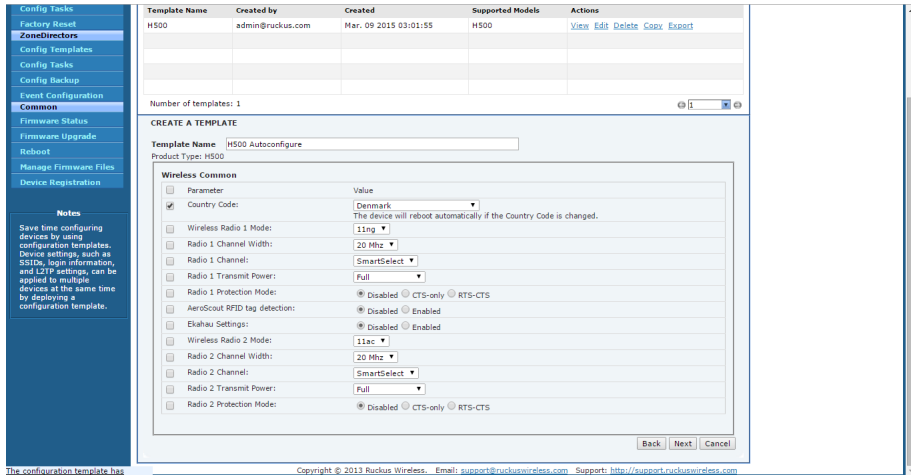 Config Tasks
Factory Reset
ZoneDirectors
Config Templates
Config Tasks
Config Backup
Event Configuration
Common
Firmware Status
Firmware Upgrade
Reboot
Manage Firmware Files
Device Registration
Notes
Save time configuring
devices by using
configuration templates.
Device settings, such as
SSIDs, login information,
and L2TP settings, can be
applied to multiple
devices at the same time
by deploying a
configuration template.
The configuration template has
Template Name Created by Created Supported Models Actions
H500 admin@ruckus.com Mar. 09 2015 03:01:55 H500 View Edit Delete Copy Export
Number of templates: 1 1
CREATE A TEMPLATE
Template Name H500 Autoconfigure
Product Type: H500
Wireless Common
Parameter Value
Country Code: Denmark
The device will reboot automatically if the Country Code is changed.
Wireless Radio 1 Mode: 11ng
Radio 1 Channel Width: 20 Mhz
Radio 1 Channel: SmartSelect
Radio 1 Transmit Power: Full
Radio 1 Protection Mode: Disabled CTS-only RTS-CTS
AeroScout RFID tag detection: Disabled Enabled
Ekahau Settings: Disabled Enabled
Wireless Radio 2 Mode: 11ac
Radio 2 Channel Width: 20 Mhz
Radio 2 Channel: SmartSelect
Radio 2 Transmit Power: Full
Radio 2 Protection Mode: Disabled CTS-only RTS-CTS
Back Next Cancel
Copyright © 2013 Ruckus Wireless. Email: support@ruckuswireless.com Support: http://support.ruckuswireless.com